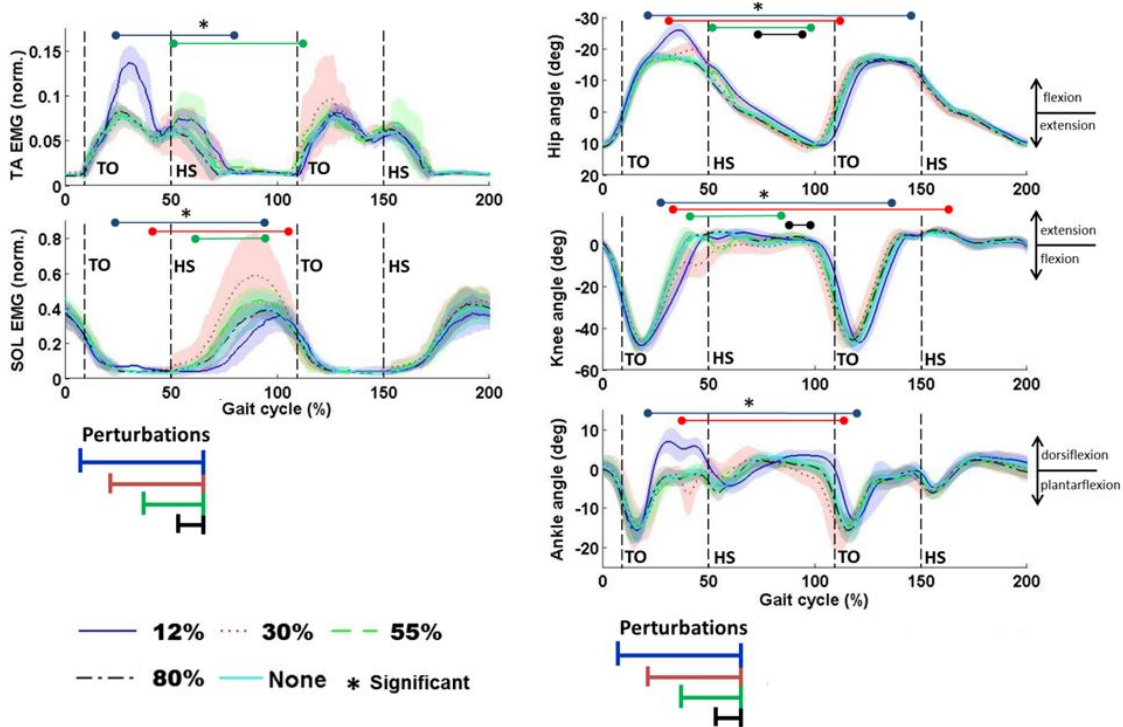 *
TA EMG (norm.)
0.15
0.1
0.05
0
TO
HS
TO
HS
0
50
100
150
200
*
SOL EMG (norm.)
0.8
0.6
0.4
0.2
0
TO
HS
TO
HS
0
50
100
150
200
Gait cycle (%)
Perturbations
12%
30%
55%
80%
None
* Significant
*
Hip angle (deg)
-30
-20
-10
0
10
20
TO
HS
TO
HS
0
50
100
150
200
flexion
extension
*
Knee angle (deg)
0
-20
-40
-60
TO
HS
TO
HS
0
50
100
150
200
extension
flexion
*
Ankle angle (deg)
10
0
-10
-20
TO
HS
TO
HS
0
50
100
150
200
Gait cycle (%)
dorsiflexion
plantarflexion
Perturbations